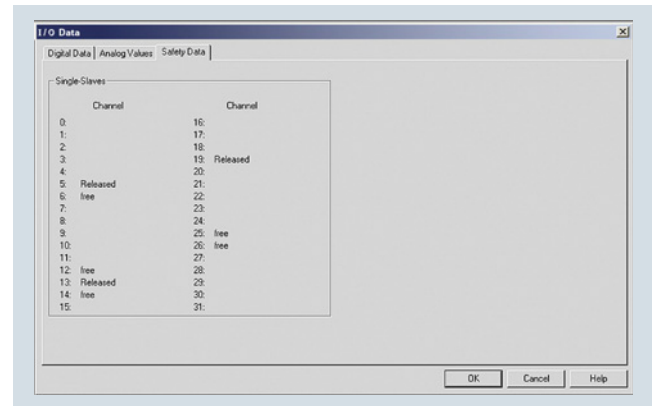 I/O Data
Digital Data Analog Values Safety Data
Single-Slaves
Channel Channel
0: 16:
1: 17:
2: 18:
3: 19: Released
4: 20:
5: Released 21:
6: free 22:
7: 23:
8: 24:
9: 25: free
10: 26: free
11: 27:
12: free 28:
13: Released 29:
14: free 30:
15: 31:
OK Cancel Help